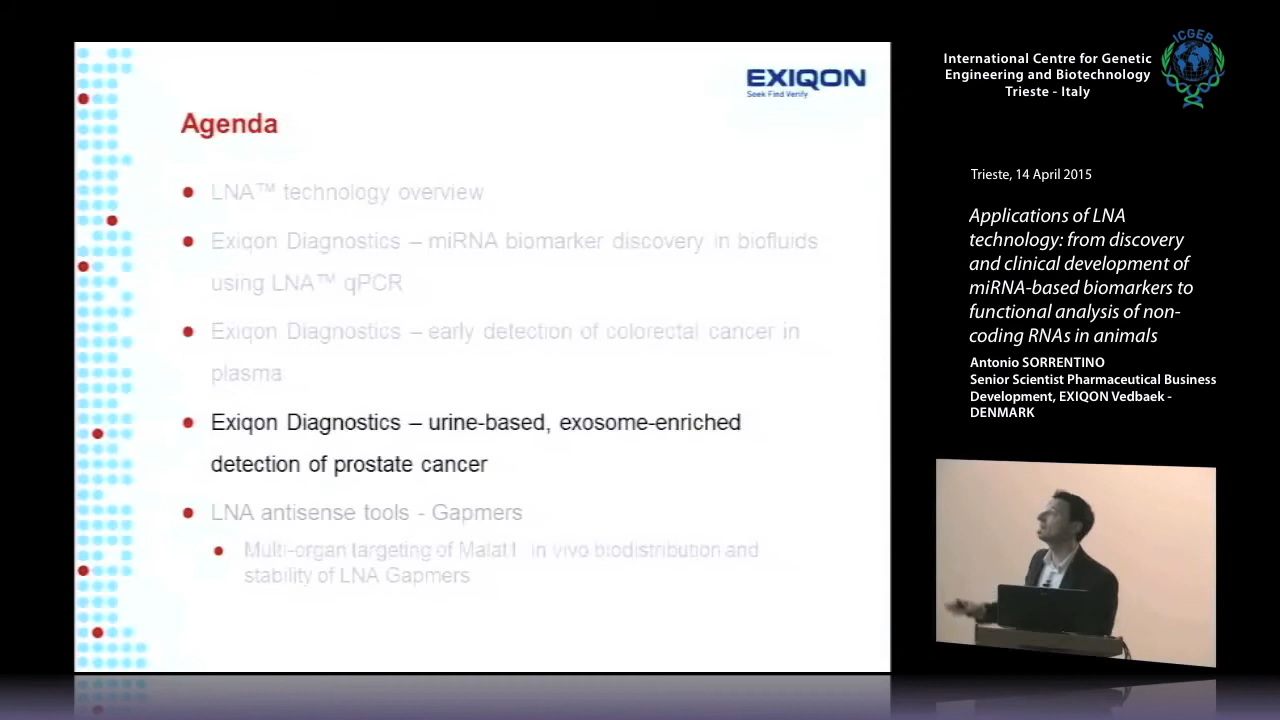 EXIQON
Seek Find Verify
Agenda
LNA™ technology overview
Exiqon Diagnostics – miRNA biomarker discovery in biofluids
using LNA™ qPCR
Exiqon Diagnostics – early detection of colorectal cancer in
plasma
Exiqon Diagnostics – urine-based, exosome-enriched
detection of prostate cancer
LNA antisense tools - Gapmers
Multi-organ targeting of Malat1 in vivo biodistribution and
stability of LNA Gapmers
International Centre for Genetic
Engineering and Biotechnology
Trieste - Italy
ICGEB
Trieste, 14 April 2015
Applications of LNA
technology: from discovery
and clinical development of
miRNA-based biomarkers to
functional analysis of non-
coding RNAs in animals
Antonio SORRENTINO
Senior Scientist Pharmaceutical Business
Development, EXIQON Vedbaek -
DENMARK